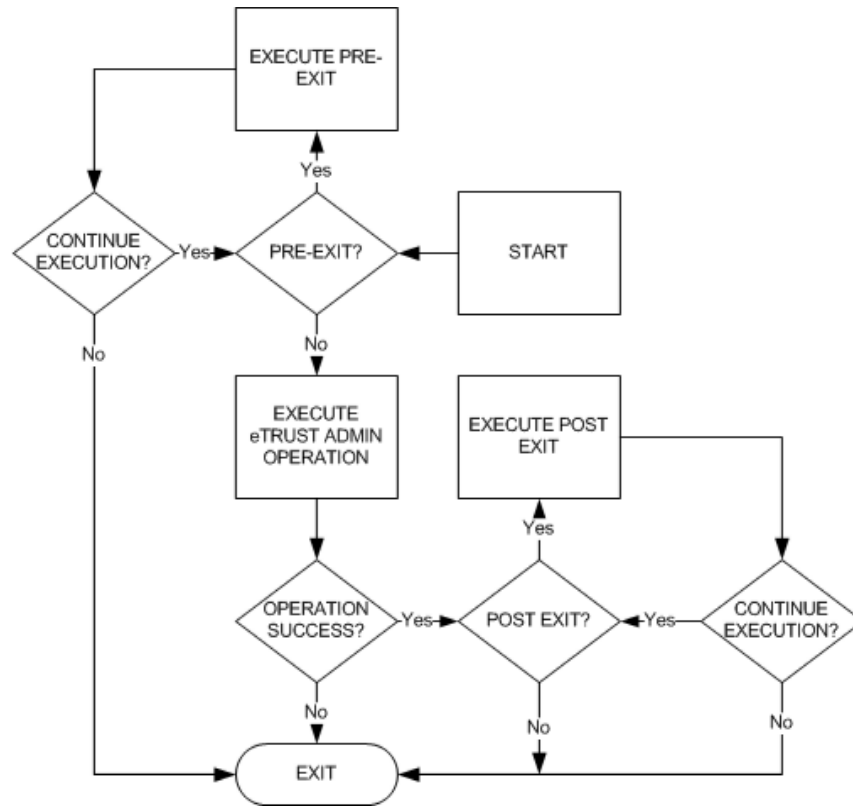 EXECUTE PRE-
EXIT
Yes
CONTINUE
EXECUTION?
Yes
PRE-EXIT?
START
No
No
EXECUTE
eTRUST ADMIN
OPERATION
EXECUTE POST
EXIT
Yes
OPERATION
SUCCESS?
Yes
POST EXIT?
Yes
CONTINUE
EXECUTION?
No
No
No
EXIT